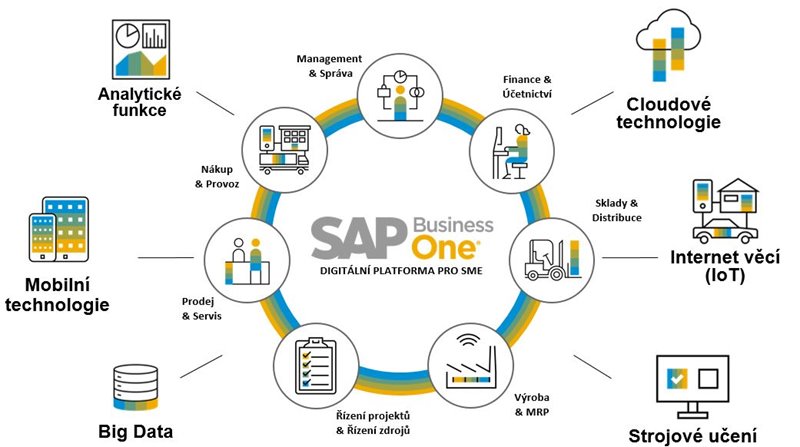 Management
& Správa
Finance &
Účetnictví
Analytické
funkce
Cloudové
technologie
Nákup
& Provoz
Sklady &
Distribuce
SAP Business
One®
DIGITÁLNÍ PLATFORMA PRO SME
Mobilní
technologie
Internet věcí
(IoT)
Prodej
& Servis
Výroba
& MRP
Řízení projektů
& Řízení zdrojů
Big Data
Strojové učení